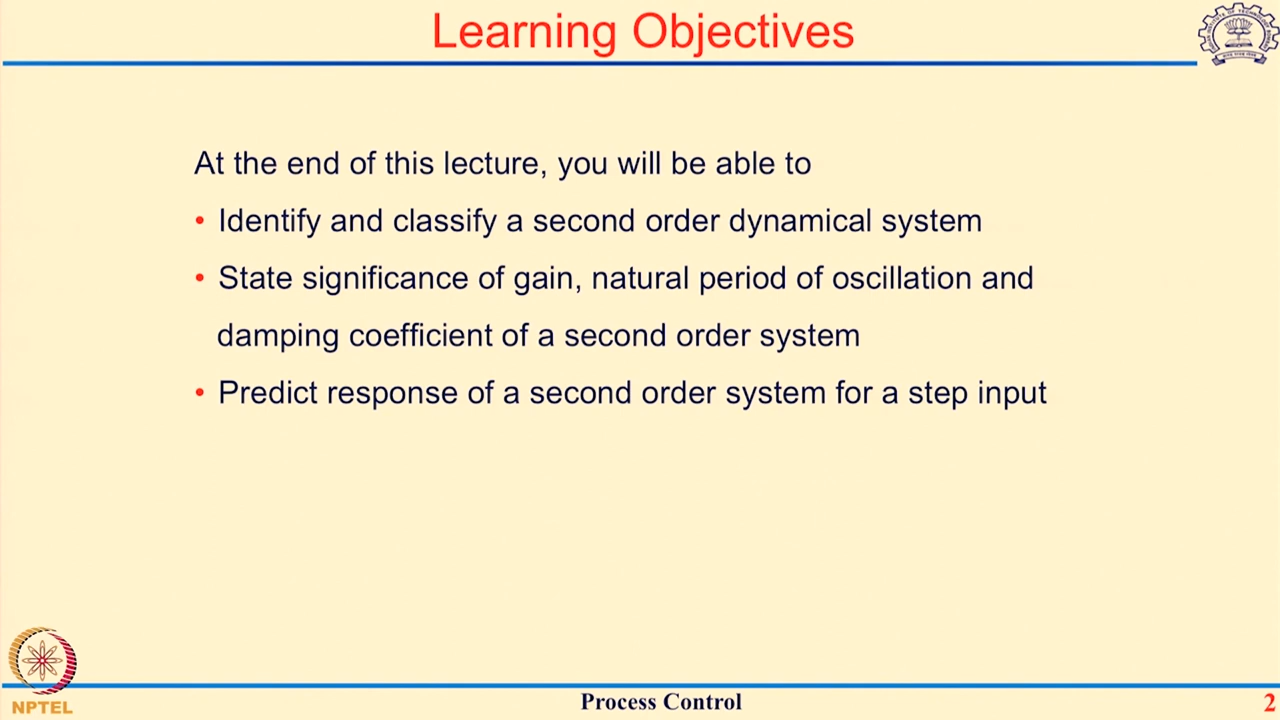 Learning Objectives
At the end of this lecture, you will be able to
• Identify and classify a second order dynamical system
• State significance of gain, natural period of oscillation and
damping coefficient of a second order system
• Predict response of a second order system for a step input
NPTEL
Process Control
2